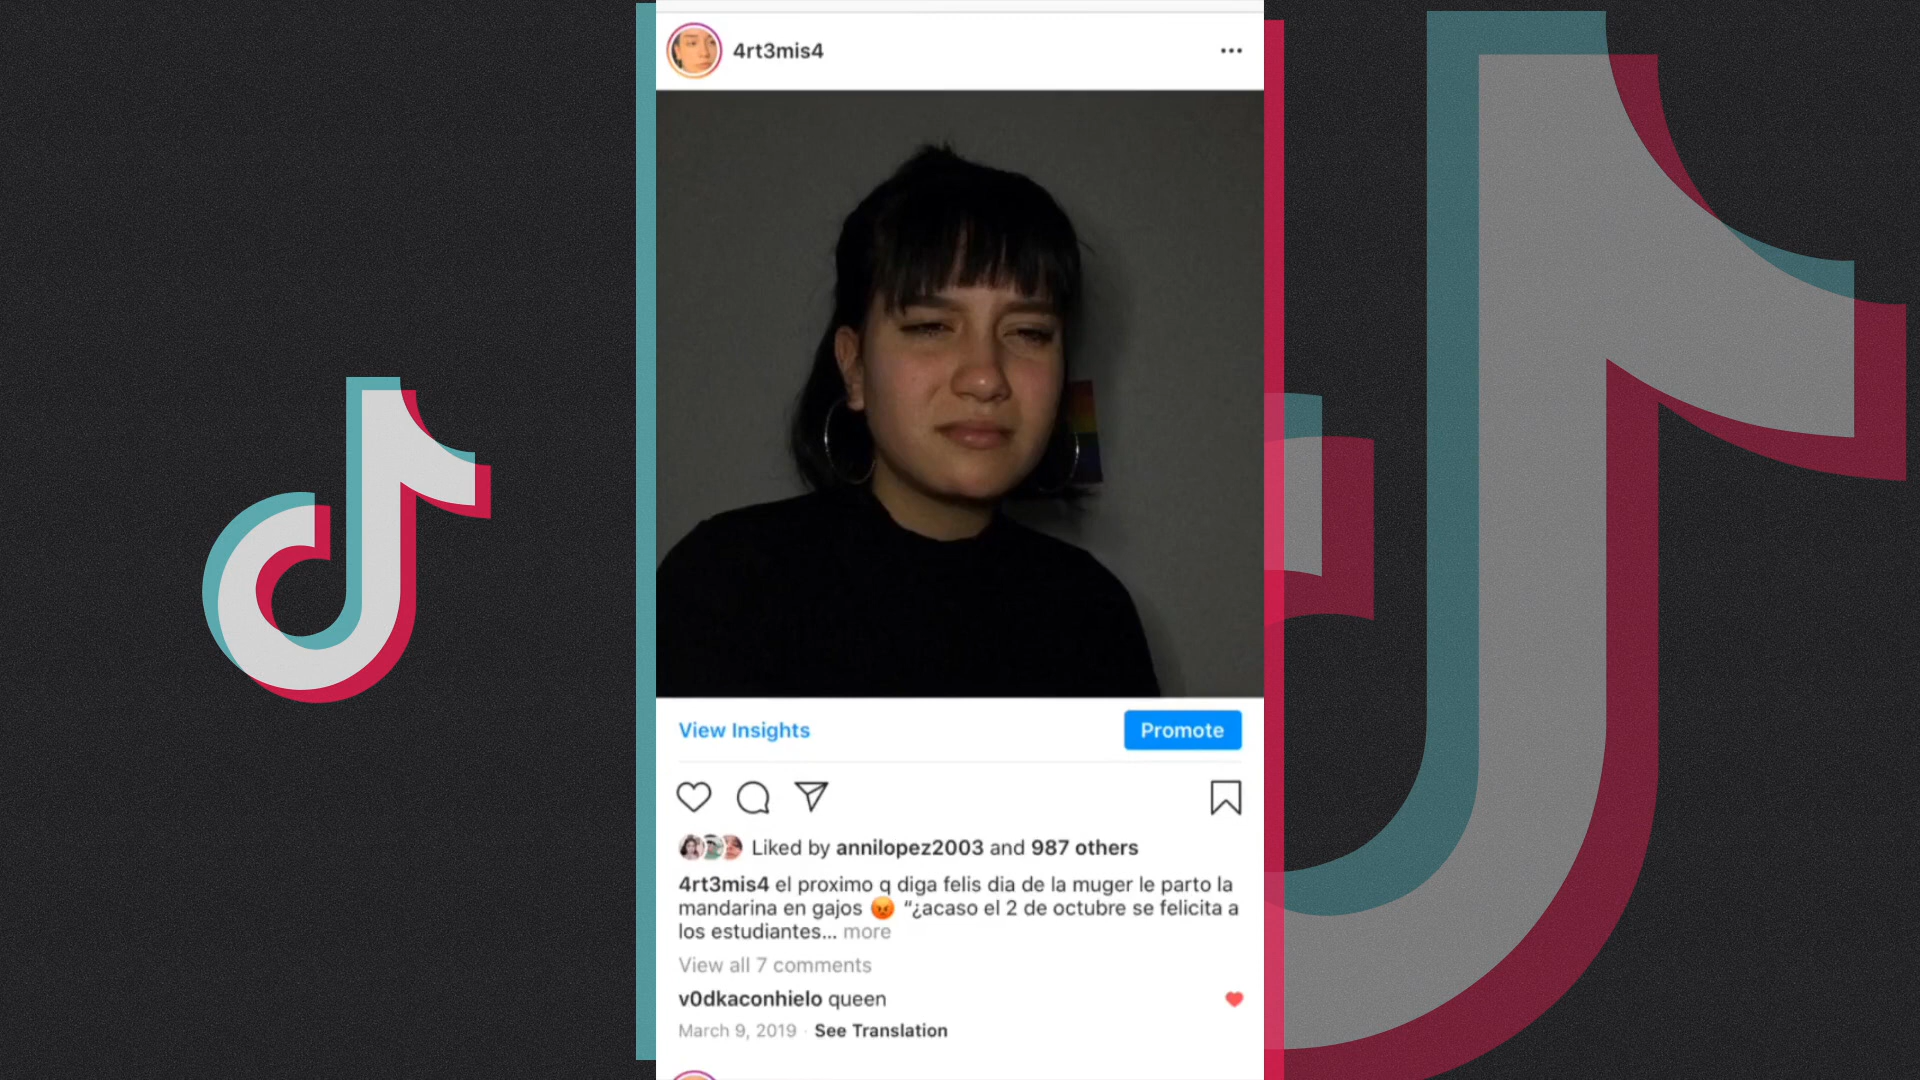 4rt3mis4
View Insights
Promote
Liked by annilopez2003 and 987 others
4rt3mis4 el proximo q diga felis dia de la muger le parto la
mandarina en gajos 😡 “¿acaso el 2 de octubre se felicita a
los estudiantes... more
View all 7 comments
v0dkaconhielo queen
March 9, 2019 · See Translation